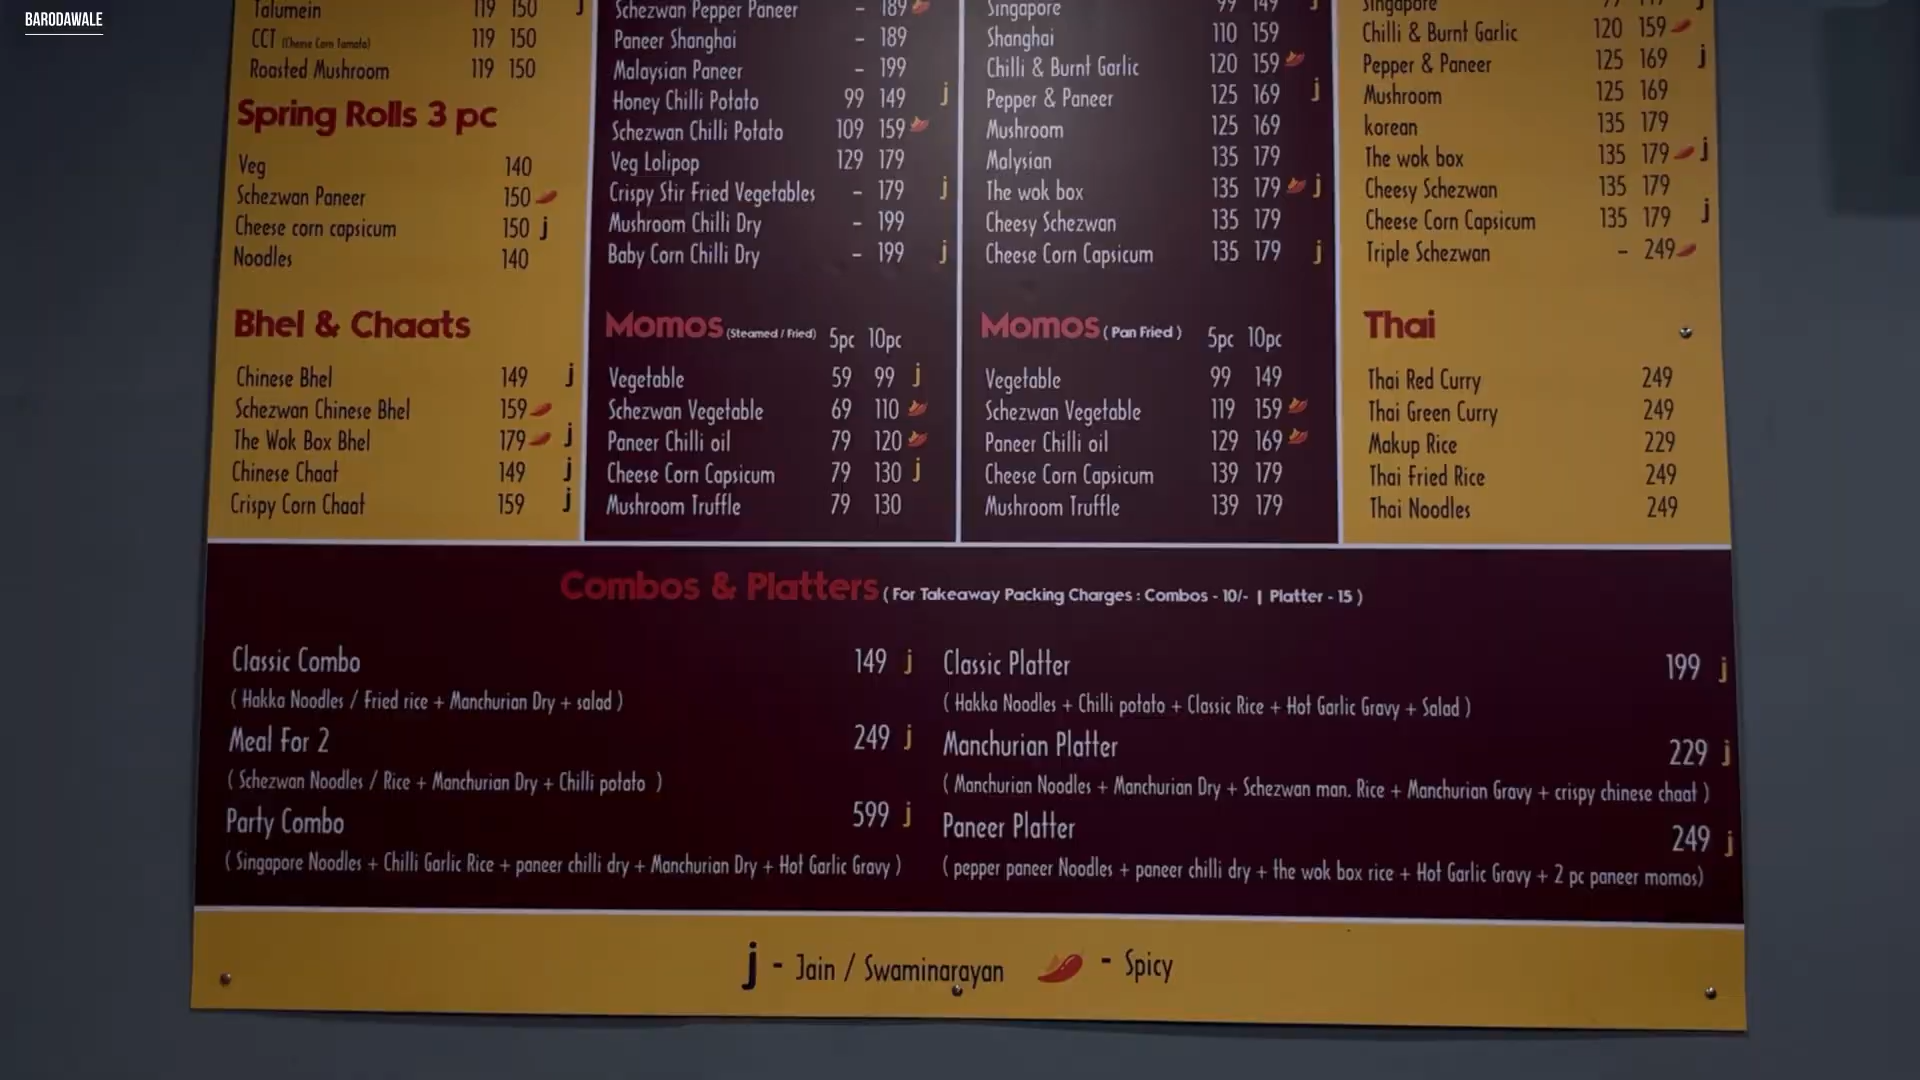 BARODAWALE
Talumein 119 150 j
CCT (Cheese Corn Tamato) 119 150
Roasted Mushroom 119 150
Spring Rolls 3 pc
Veg 140
Schezwan Paneer 150
Cheese corn capsicum 150 j
Noodles 140
Bhel & Chaats
Chinese Bhel 149 j
Schezwan Chinese Bhel 159
The Wok Box Bhel 179 j
Chinese Chaat 149 j
Crispy Corn Chaat 159 j
Schezwan Pepper Paneer - 189
Paneer Shanghai - 189
Malaysian Paneer - 199
Honey Chilli Potato 99 149 j
Schezwan Chilli Potato 109 159
Veg Lolipop 129 179
Crispy Stir Fried Vegetables - 179 j
Mushroom Chilli Dry - 199
Baby Corn Chilli Dry - 199 j
Momos (Steamed / Fried) 5pc 10pc
Vegetable 59 99 j
Schezwan Vegetable 69 110
Paneer Chilli oil 79 120
Cheese Corn Capsicum 79 130 j
Mushroom Truffle 79 130
Singapore 99 149 j
Shanghai 110 159
Chilli & Burnt Garlic 120 159
Pepper & Paneer 125 169 j
Mushroom 125 169
Malysian 135 179
The wok box 135 179 j
Cheesy Schezwan 135 179
Cheese Corn Capsicum 135 179 j
Momos ( Pan Fried ) 5pc 10pc
Vegetable 99 149
Schezwan Vegetable 119 159
Paneer Chilli oil 129 169
Cheese Corn Capsicum 139 179
Mushroom Truffle 139 179
Singapore
Chilli & Burnt Garlic 120 159
Pepper & Paneer 125 169 j
Mushroom 125 169
korean 135 179
The wok box 135 179 j
Cheesy Schezwan 135 179
Cheese Corn Capsicum 135 179 j
Triple Schezwan - 249
Thai
Thai Red Curry 249
Thai Green Curry 249
Makup Rice 229
Thai Fried Rice 249
Thai Noodles 249
Combos & Platters ( For Takeaway Packing Charges : Combos - 10/- | Platter - 15 )
Classic Combo 149 j
( Hakka Noodles / Fried rice + Manchurian Dry + salad )
Meal For 2 249 j
( Schezwan Noodles / Rice + Manchurian Dry + Chilli potato )
Party Combo 599 j
( Singapore Noodles + Chilli Garlic Rice + paneer chilli dry + Manchurian Dry + Hot Garlic Gravy )
Classic Platter 199 j
( Hakka Noodles + Chilli potato + Classic Rice + Hot Garlic Gravy + Salad )
Manchurian Platter 229 j
( Manchurian Noodles + Manchurian Dry + Schezwan man. Rice + Manchurian Gravy + crispy chinese chaat )
Paneer Platter 249 j
( pepper paneer Noodles + paneer chilli dry + the wok box rice + Hot Garlic Gravy + 2 pc paneer momos)
j - Jain / Swaminarayan - Spicy